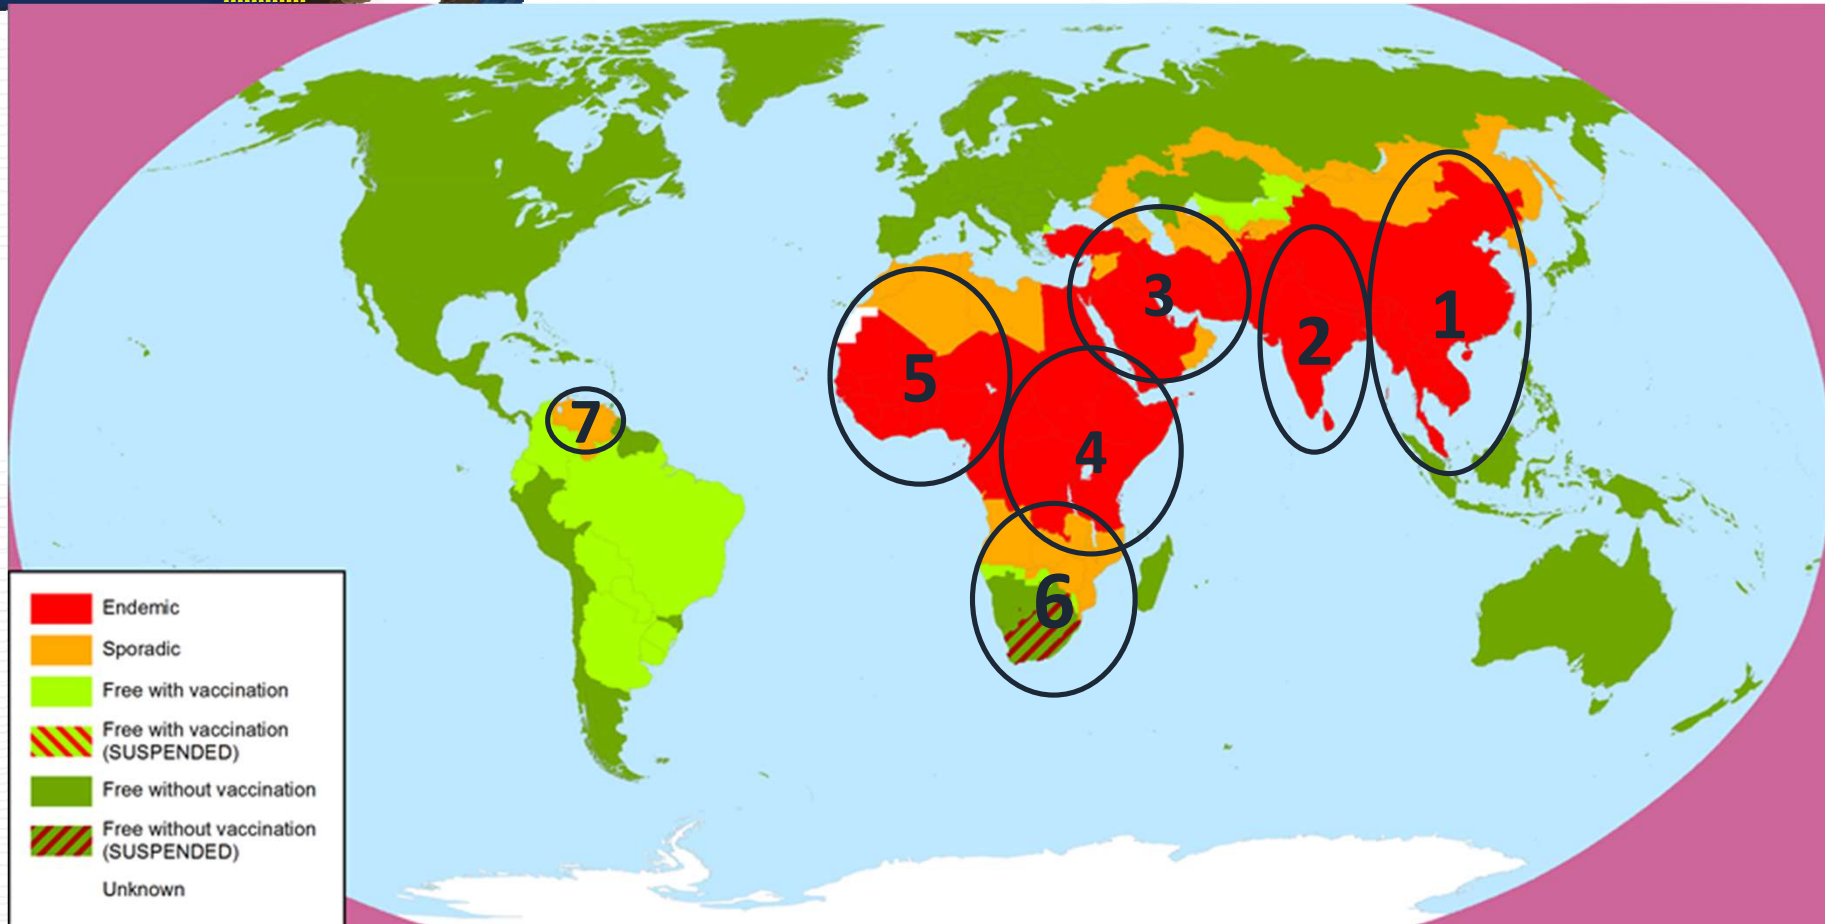 3
1
2
5
7
4
6
Endemic
Sporadic
Free with vaccination
Free with vaccination
(SUSPENDED)
Free without vaccination
Free without vaccination
(SUSPENDED)
Unknown